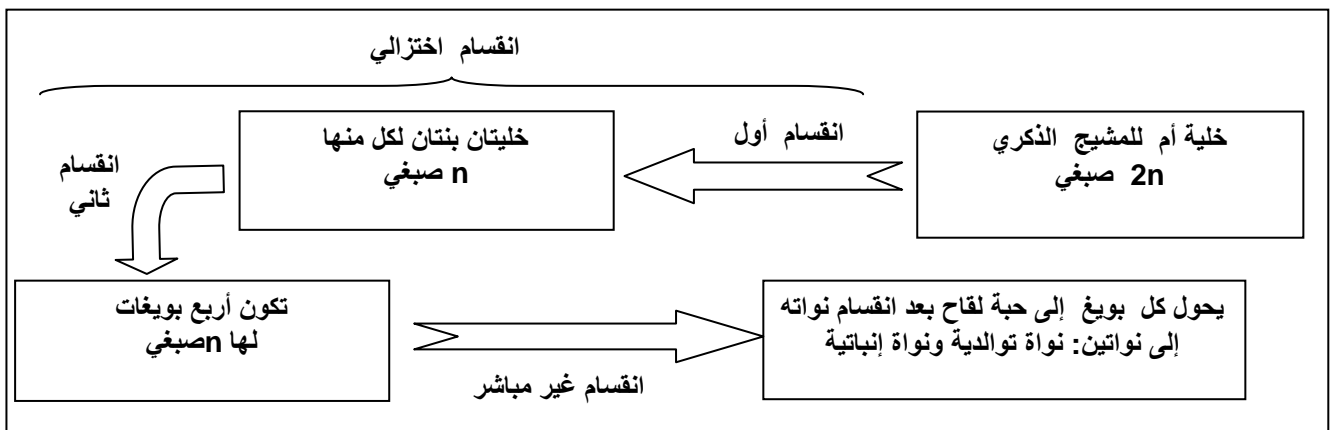 انقسام اختزالي
خلية أم للمشيج الذكري
2n صبغي
انقسام أول
خليتان بنتان لكل منها
n صبغي
انقسام
ثاني
تكون أربع بويغات
لها nصبغي
انقسام غير مباشر
يحول كل بويغ إلى حبة لقاح بعد انقسام نواته
إلى نواتين: نواة توالدية ونواة إنباتية